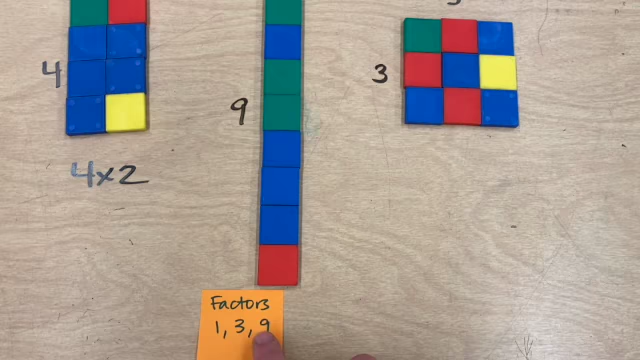 4
9
3
4x2
Factors
1, 3, 9